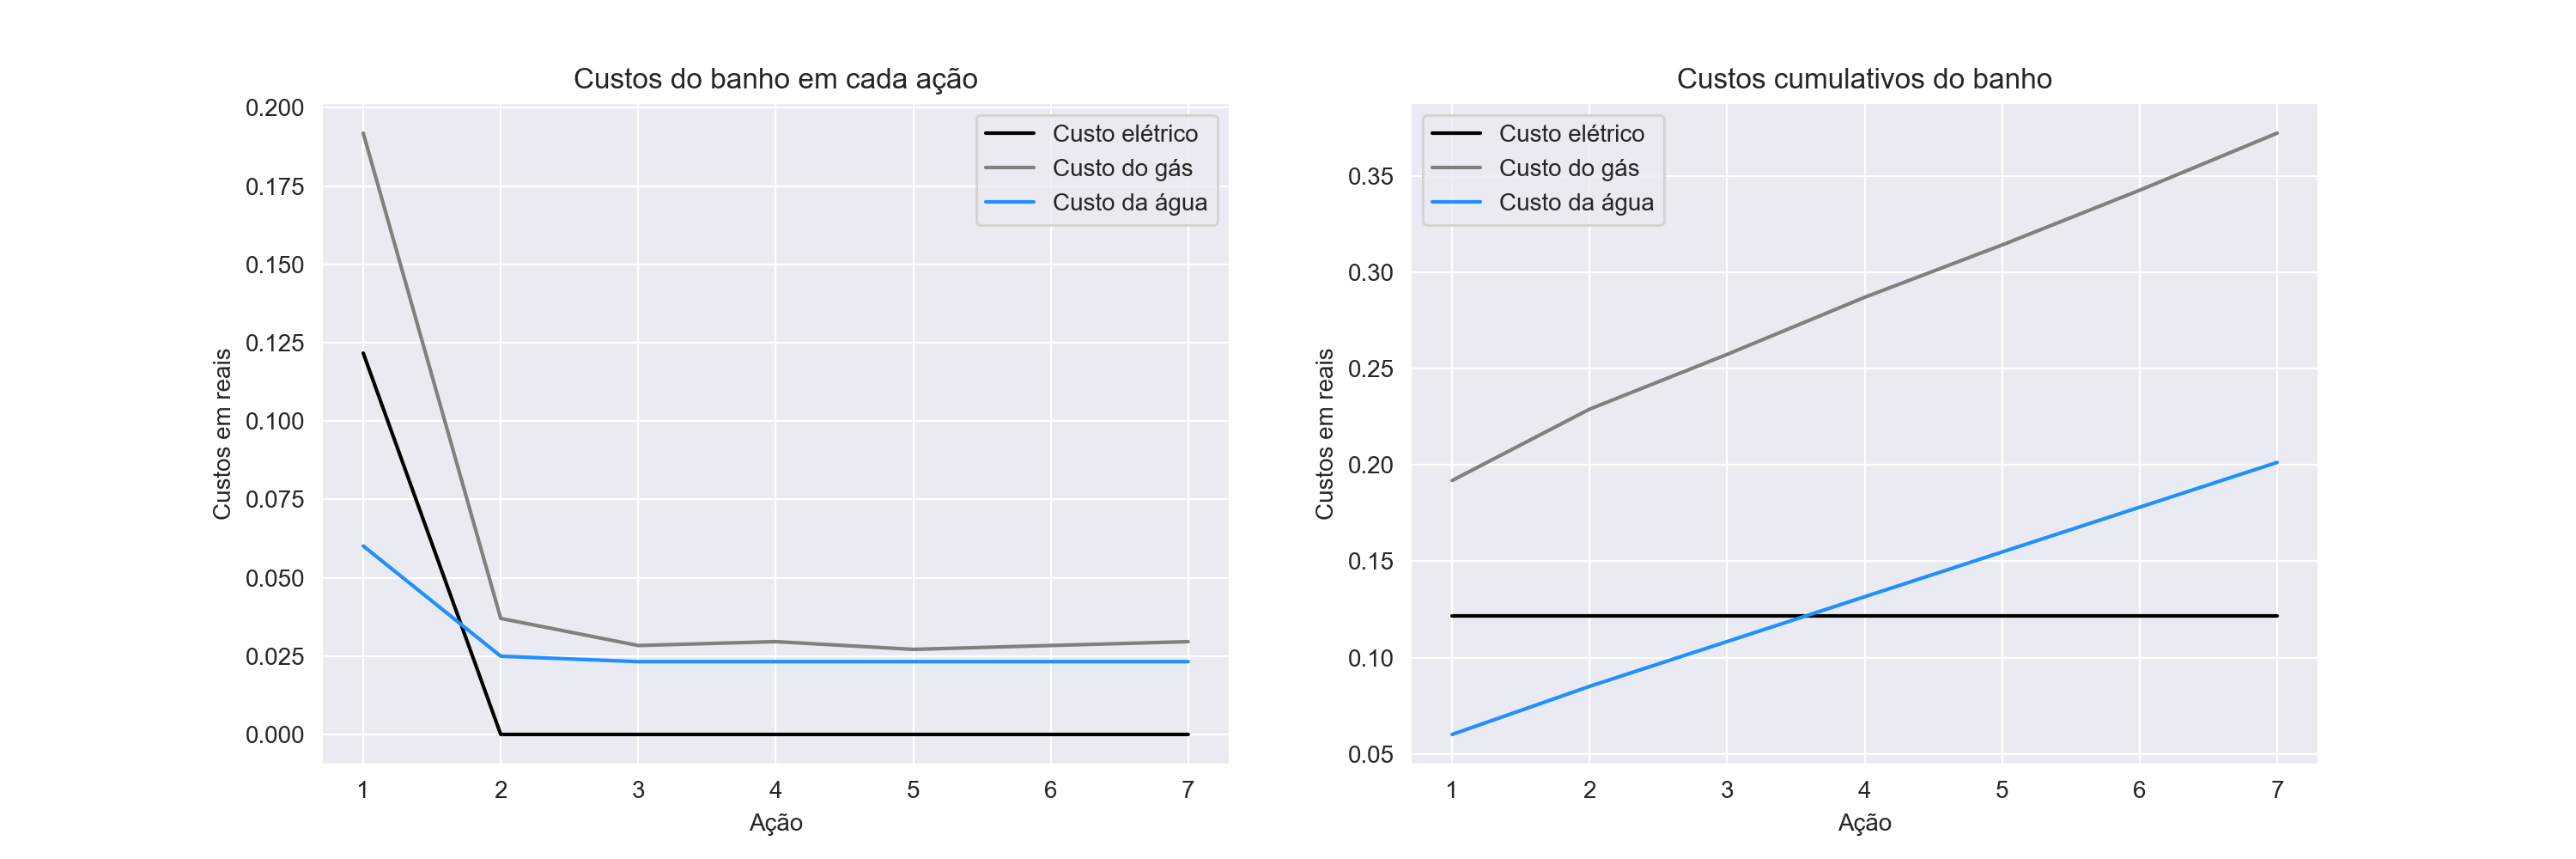 Custos do banho em cada ação
Custos em reais
0.200
0.175
0.150
0.125
0.100
0.075
0.050
0.025
0.000
Custo elétrico
Custo do gás
Custo da água
1 2 3 4 5 6 7
Ação
Custos cumulativos do banho
Custos em reais
0.35
0.30
0.25
0.20
0.15
0.10
0.05
Custo elétrico
Custo do gás
Custo da água
1 2 3 4 5 6 7
Ação